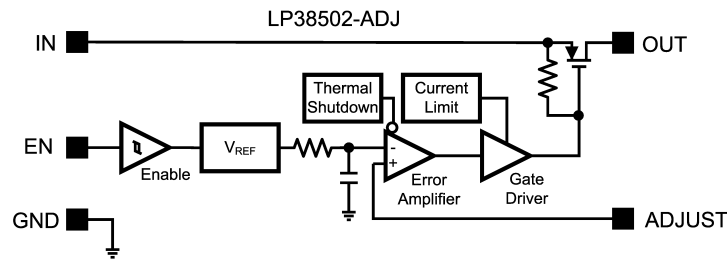 LP38502-ADJ
IN
OUT
Thermal
Shutdown
Current
Limit
EN
Enable
VREF
-
+
Error
Amplifier
Gate
Driver
GND
ADJUST